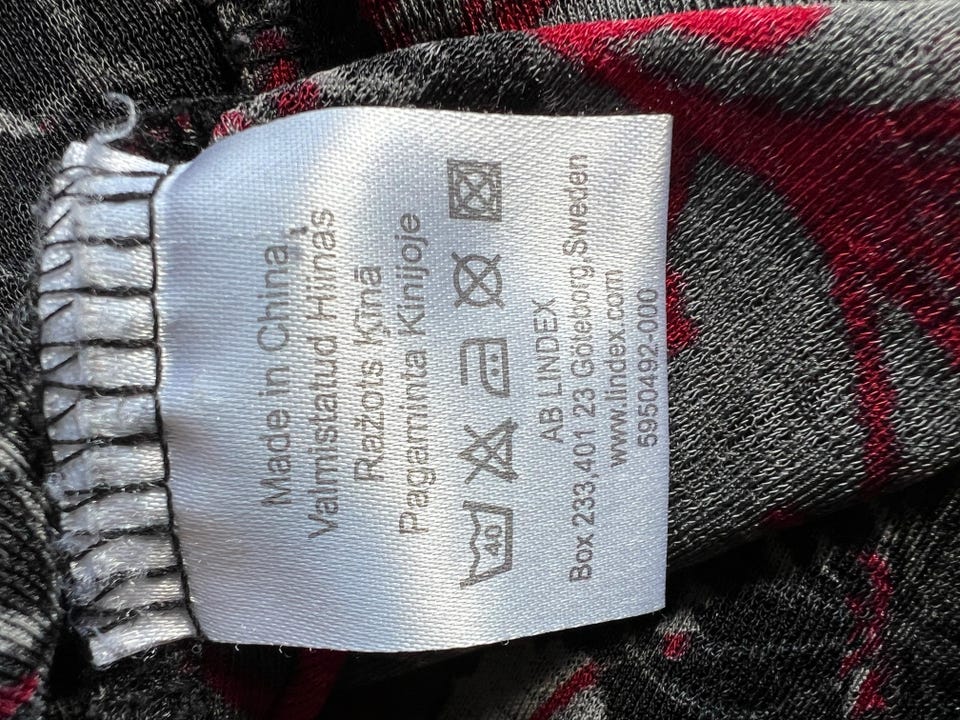 Made in China
Valmistatud Hiinas
Ražots Ķīnā
Pagaminta Kinijoje
40
AB LINDEX
Box 233,401 23 Göteborg,Sweden
www.lindex.com
5950492-000